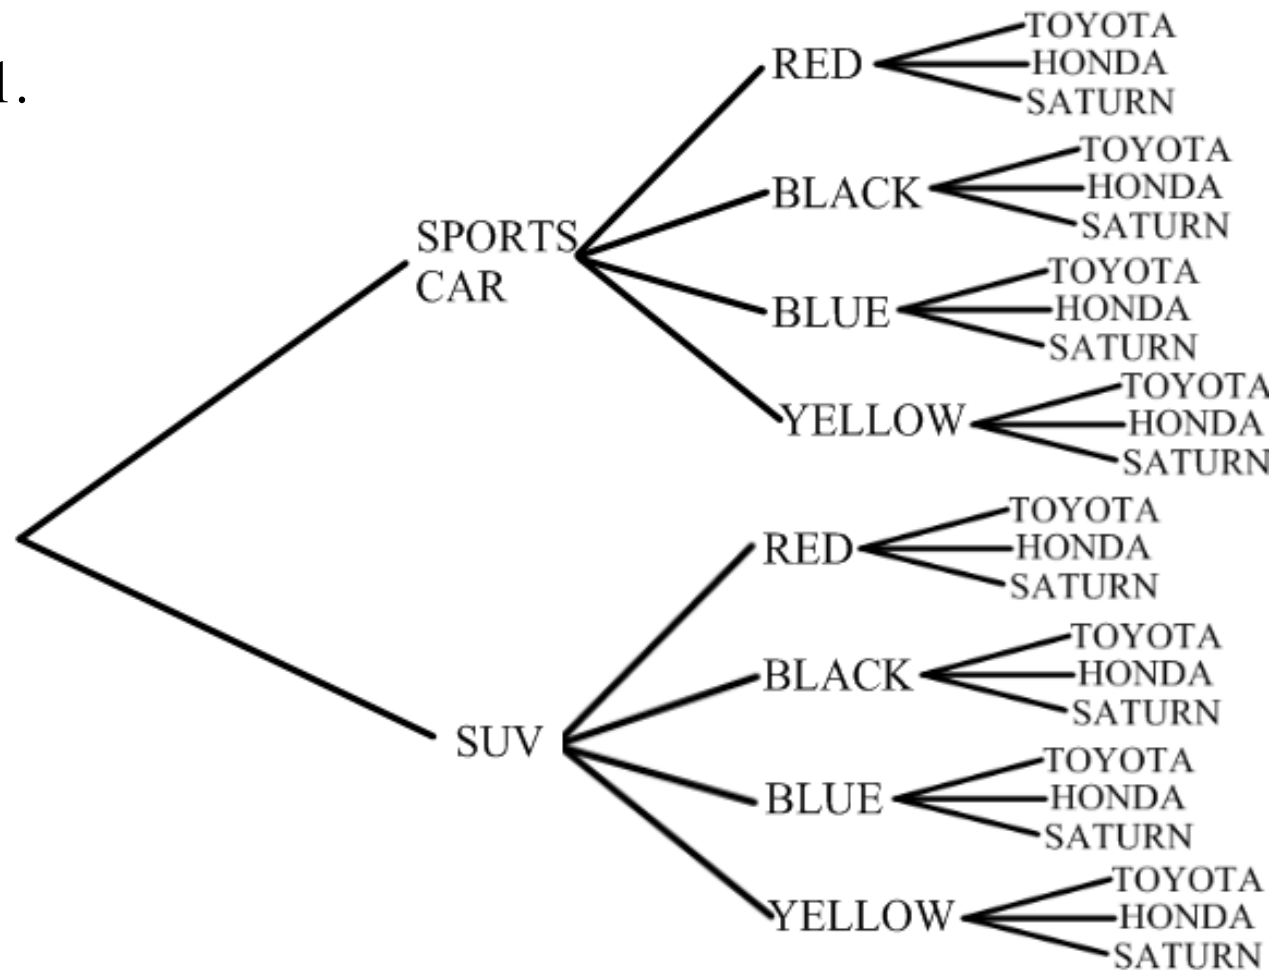 1.
SPORTS
CAR
RED
TOYOTA
HONDA
SATURN
BLACK
TOYOTA
HONDA
SATURN
BLUE
TOYOTA
HONDA
SATURN
YELLOW
TOYOTA
HONDA
SATURN
SUV
RED
TOYOTA
HONDA
SATURN
BLACK
TOYOTA
HONDA
SATURN
BLUE
TOYOTA
HONDA
SATURN
YELLOW
TOYOTA
HONDA
SATURN